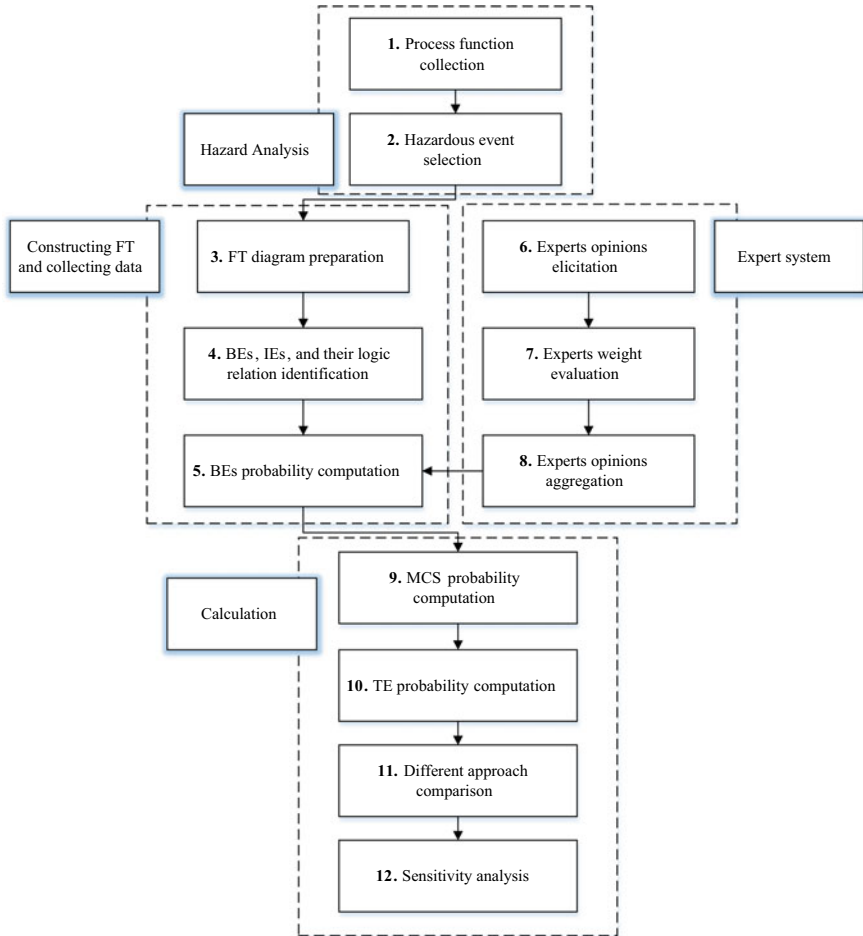 1. Process function
collection
Hazard Analysis
2. Hazardous event
selection
Constructing FT
and collecting data
3. FT diagram preparation
6. Experts opinions
elicitation
Expert system
4. BEs, IEs, and their logic
relation identification
7. Experts weight
evaluation
5. BEs probability computation
8. Experts opinions
aggregation
9. MCS probability
computation
Calculation
10. TE probability computation
11. Different approach
comparison
12. Sensitivity analysis